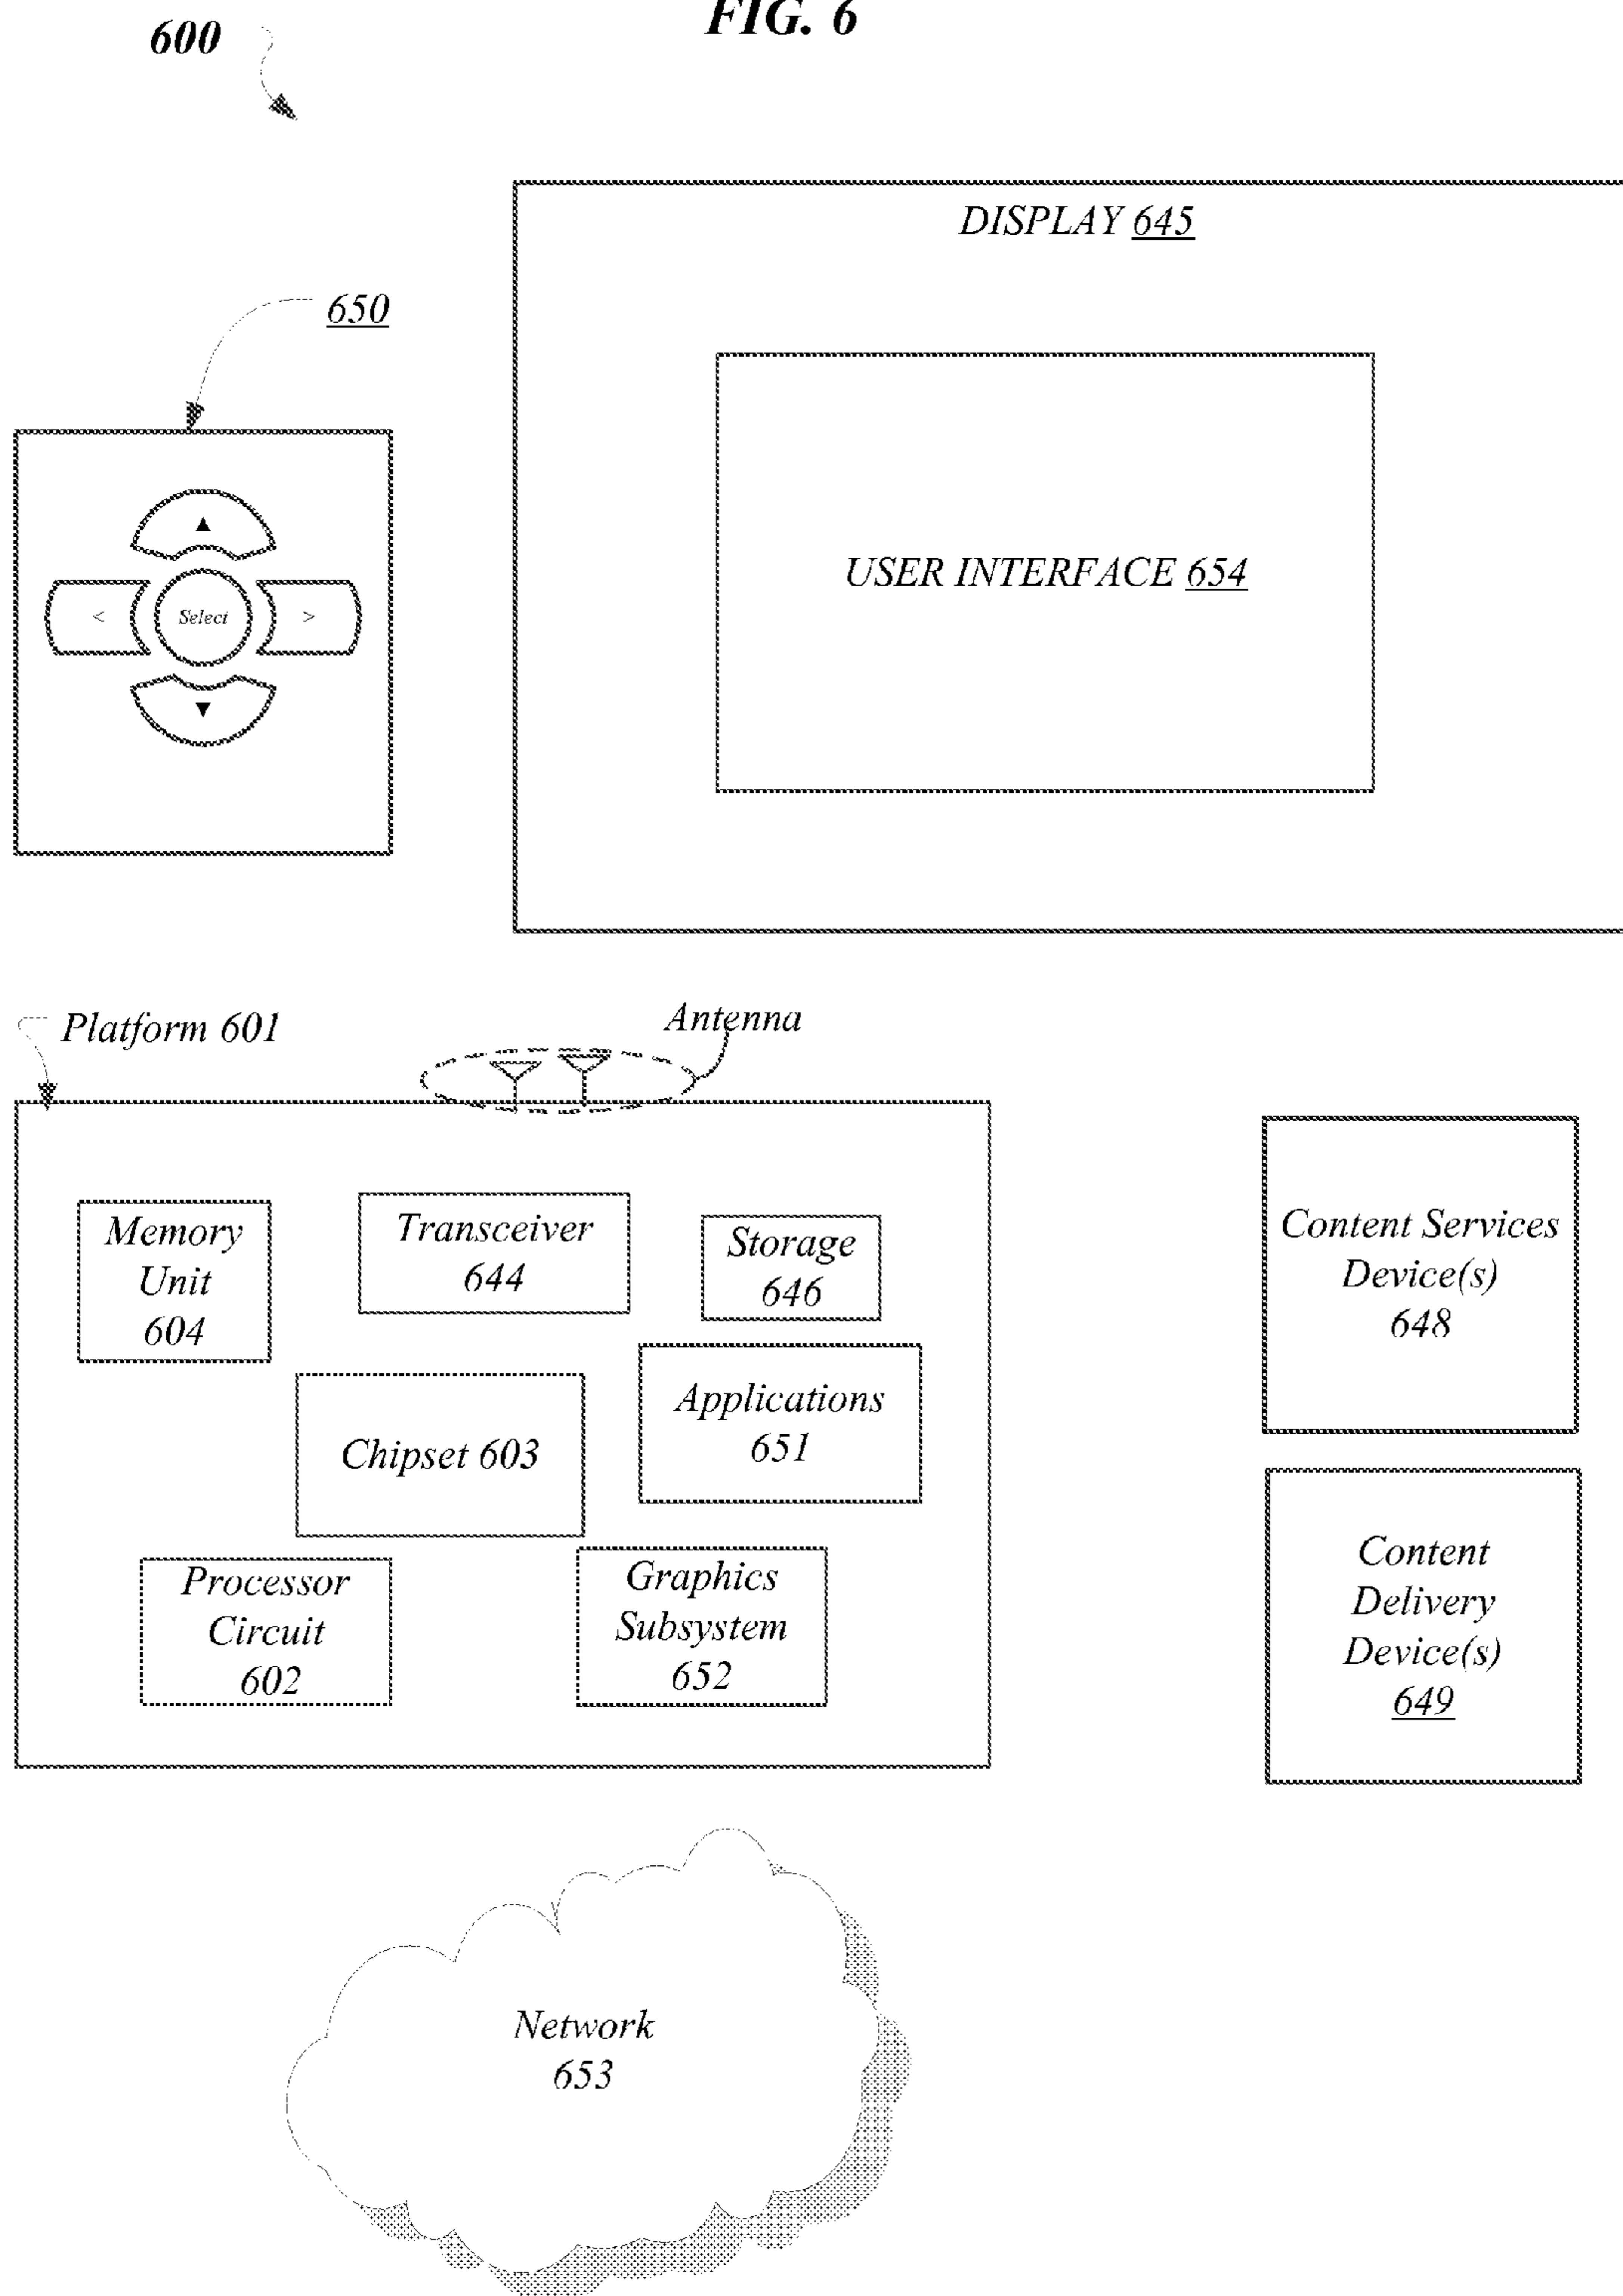 FIG. 6
600
DISPLAY 645
650
USER INTERFACE 654
▲
< Select >
▼
Platform 601
Antenna
Memory
Unit
604
Transceiver
644
Storage
646
Content Services
Device(s)
648
Applications
651
Chipset 603
Processor
Circuit
602
Graphics
Subsystem
652
Content
Delivery
Device(s)
649
Network
653